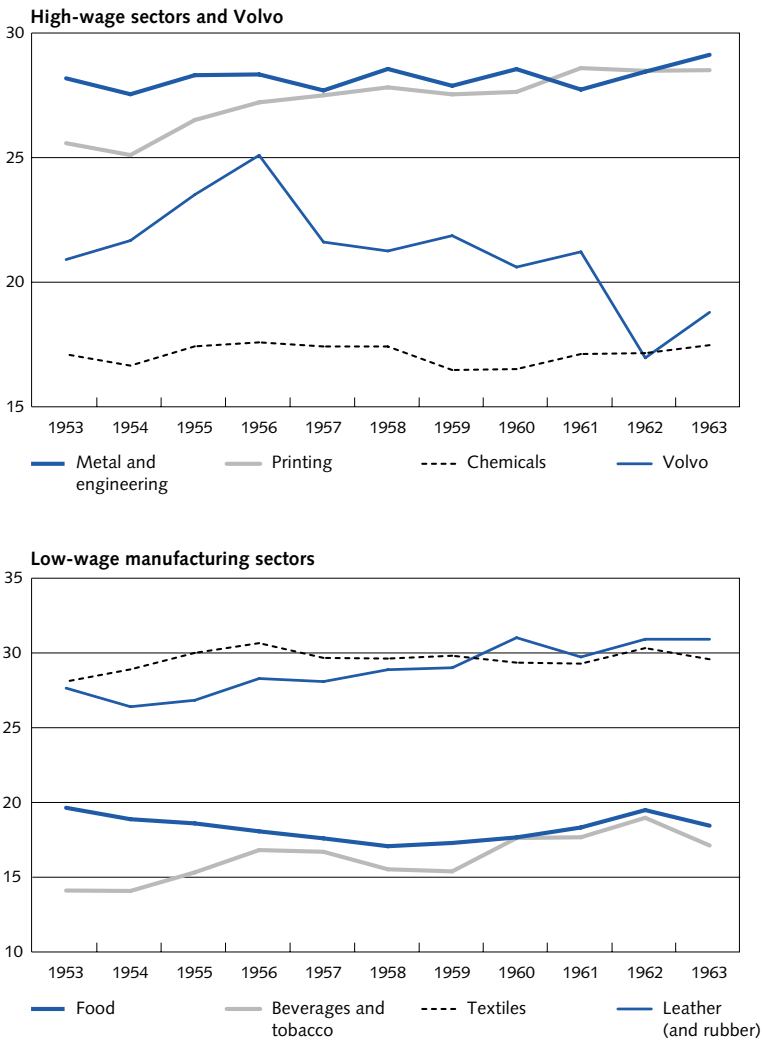 High-wage sectors and Volvo
30
25
20
15
1953 1954 1955 1956 1957 1958 1959 1960 1961 1962 1963
Metal and engineering
Printing
Chemicals
Volvo
Low-wage manufacturing sectors
35
30
25
20
15
10
1953 1954 1955 1956 1957 1958 1959 1960 1961 1962 1963
Food
Beverages and
tobacco
Textiles
Leather
(and rubber)